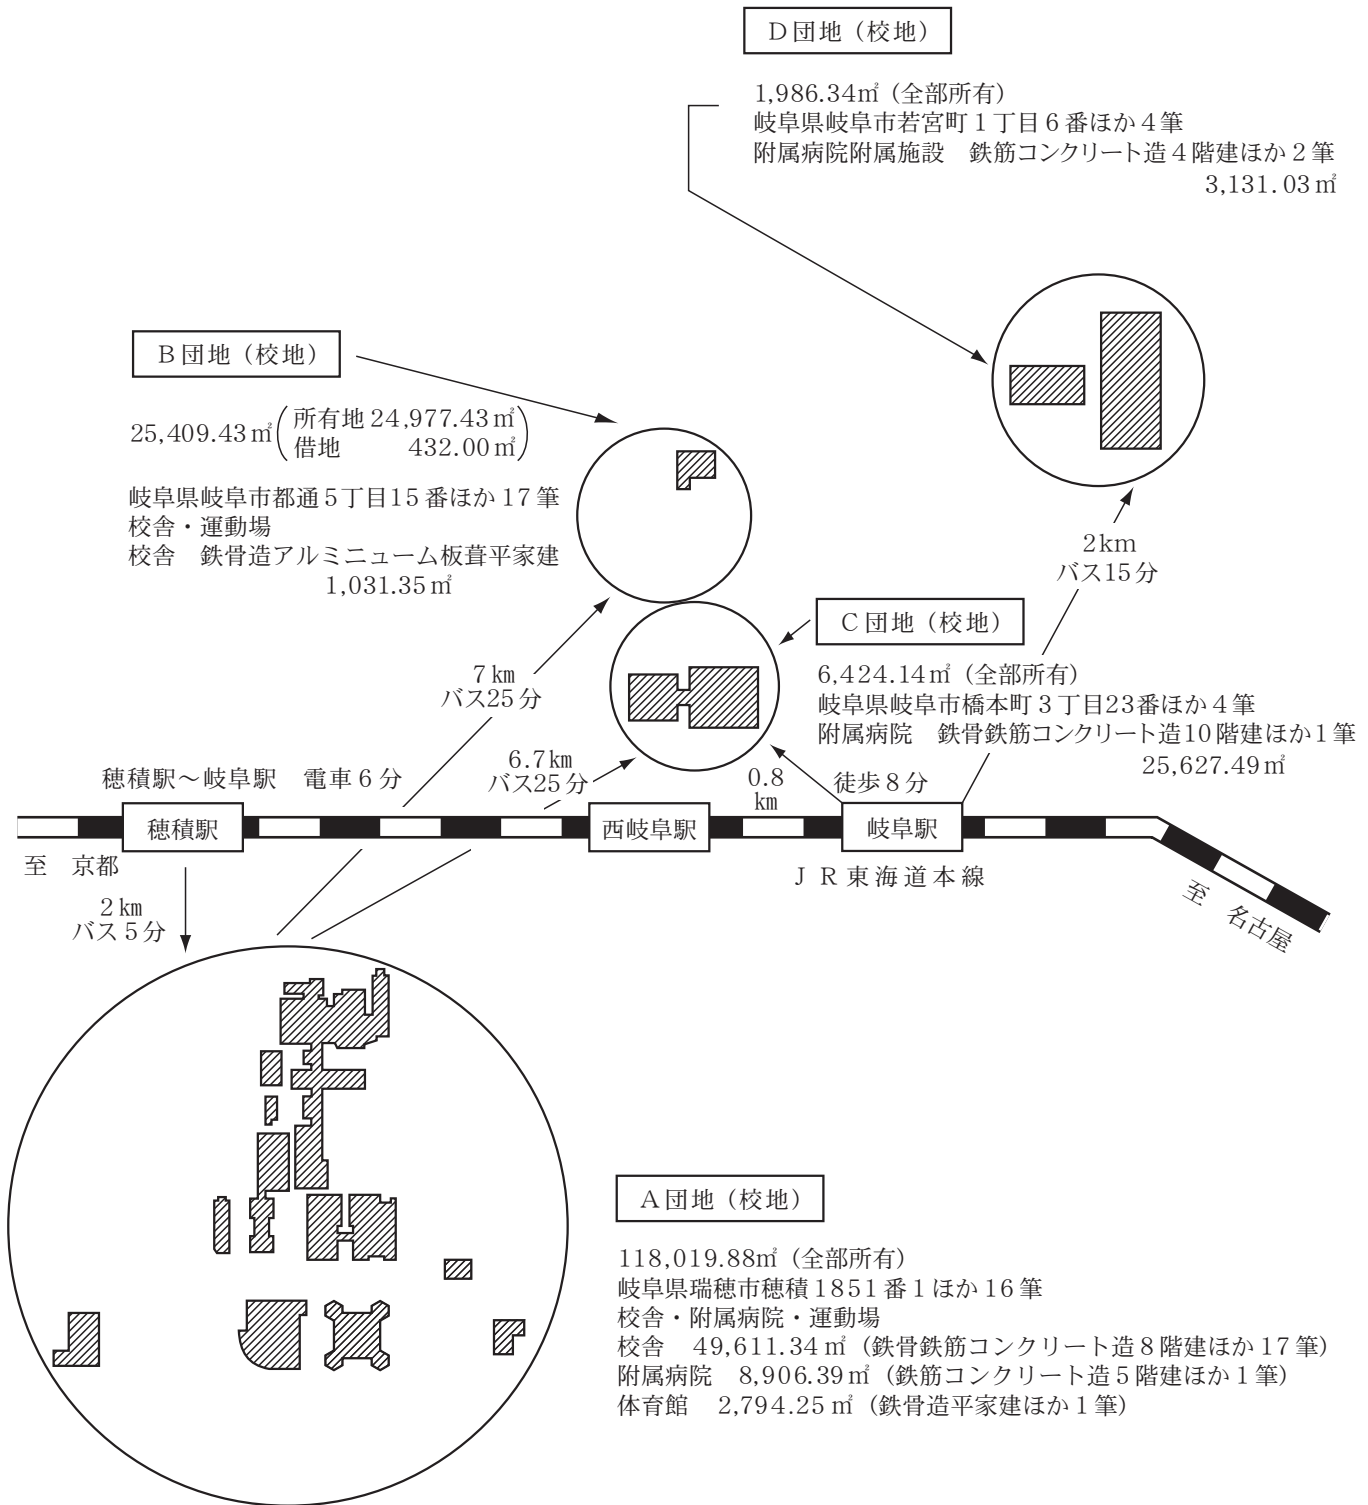 D団地（校地）
1,986.34㎡（全部所有）
岐阜県岐阜市若宮町1丁目6番ほか4筆
附属病院附属施設　鉄筋コンクリート造4階建ほか2筆
3,131.03㎡
B団地（校地）
25,409.43㎡（所有地 24,977.43㎡
借地　432.00㎡）
岐阜県岐阜市都通5丁目15番ほか17筆
校舎・運動場
校舎　鉄骨造アルミニューム板葺平家建
1,031.35㎡
2km
バス15分
C団地（校地）
6,424.14㎡（全部所有）
岐阜県岐阜市橋本町3丁目23番ほか4筆
附属病院　鉄骨鉄筋コンクリート造10階建ほか1筆
25,627.49㎡
7km
バス25分
6.7km
バス25分
0.8
km
徒歩8分
穂積駅～岐阜駅　電車6分
穂積駅
西岐阜駅
岐阜駅
至　京都
JR東海道本線
至　名古屋
2km
バス5分
A団地（校地）
118,019.88㎡（全部所有）
岐阜県瑞穂市穂積1851番1ほか16筆
校舎・附属病院・運動場
校舎　49,611.34㎡（鉄骨鉄筋コンクリート造8階建ほか17筆）
附属病院　8,906.39㎡（鉄筋コンクリート造5階建ほか1筆）
体育館　2,794.25㎡（鉄骨造平家建ほか1筆）